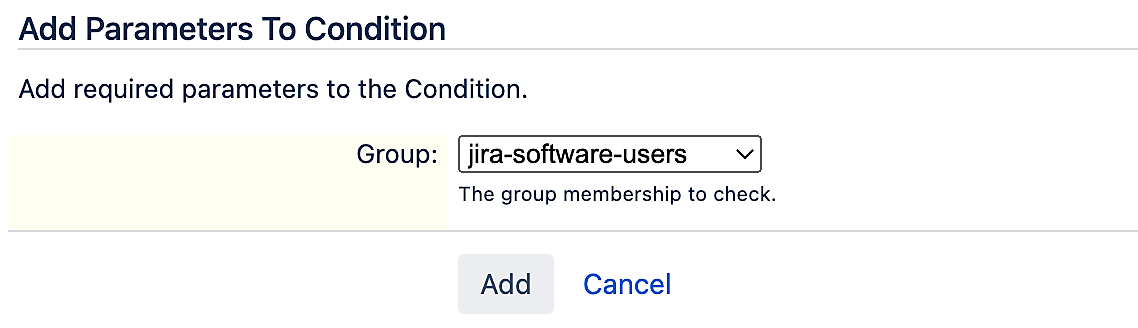 Add Parameters To Condition
Add required parameters to the Condition.
Group: jira-software-users
The group membership to check.
Add Cancel